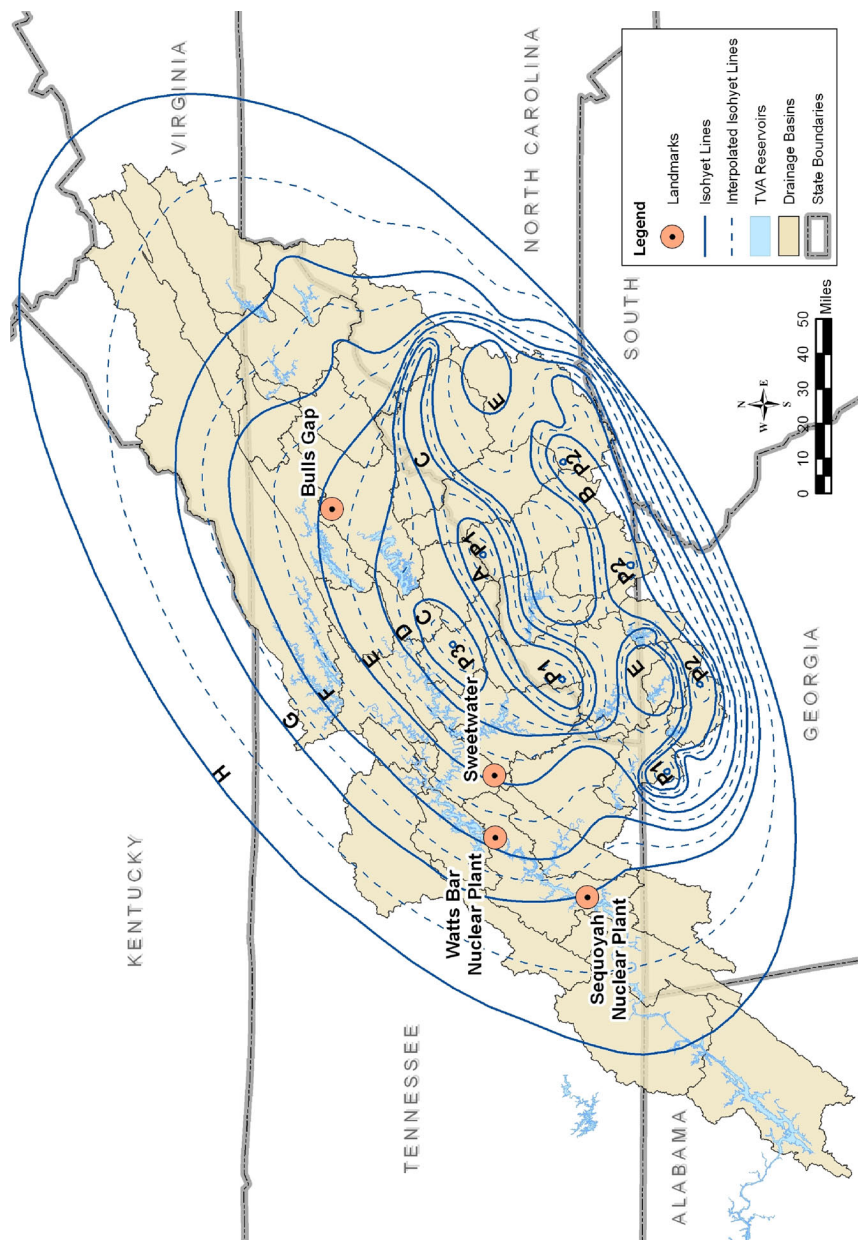 KENTUCKY
VIRGINIA
TENNESSEE
NORTH CAROLINA
SOUTH
GEORGIA
ALABAMA
H
G
F
E
D
C
C
P3
A
P1
P1
E
B
P2
P2
E
P2
P1
Bulls Gap
Sweetwater
Watts Bar
Nuclear Plant
Sequoyah
Nuclear Plant
N
W E
S
0 10 20 30 40 50
Miles
Legend
Landmarks
Isohyet Lines
Interpolated Isohyet Lines
TVA Reservoirs
Drainage Basins
State Boundaries